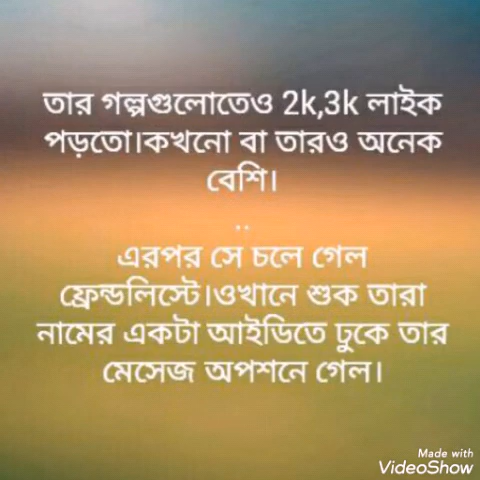 তার গল্পগুলোতেও 2k,3k লাইক
পড়তো।কখনো বা তারও অনেক
বেশি।
..
এরপর সে চলে গেল
ফ্রেন্ডলিস্টে।ওখানে শুক তারা
নামের একটা আইডিতে ঢুকে তার
মেসেজ অপশনে গেল।
Made with
VideoShow